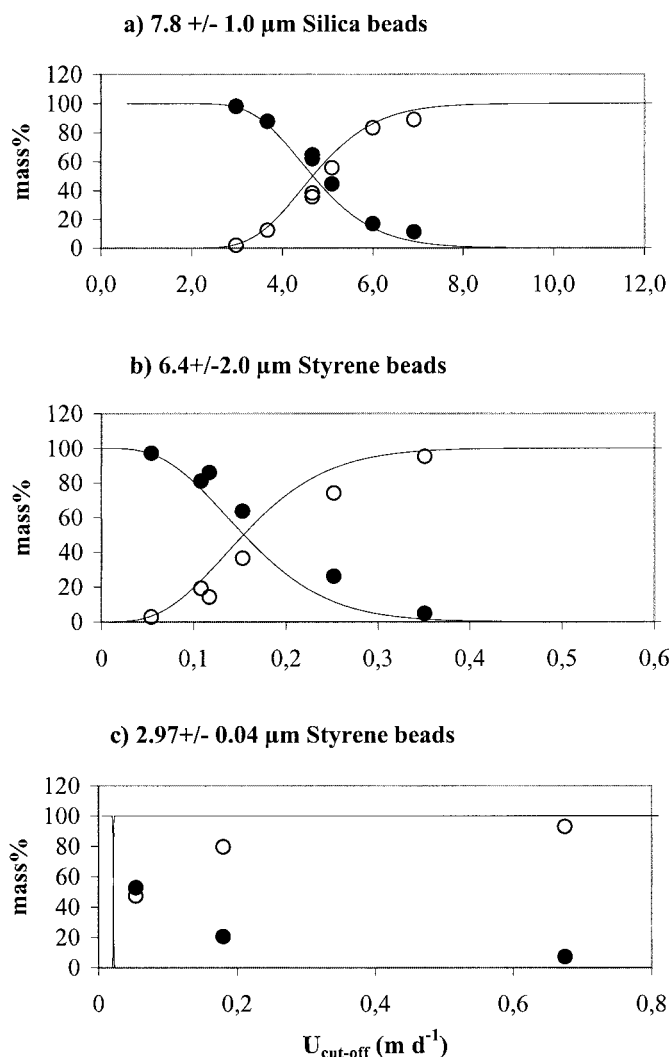 a) 7.8 +/- 1.0 µm Silica beads
120
100
80
60
40
20
0
mass%
0,0 2,0 4,0 6,0 8,0 10,0 12,0
b) 6.4+/-2.0 µm Styrene beads
120
100
80
60
40
20
0
mass%
0 0,1 0,2 0,3 0,4 0,5 0,6
c) 2.97+/- 0.04 µm Styrene beads
120
100
80
60
40
20
0
mass%
0 0,2 0,4 0,6 0,8
U cut-off (m d⁻¹)